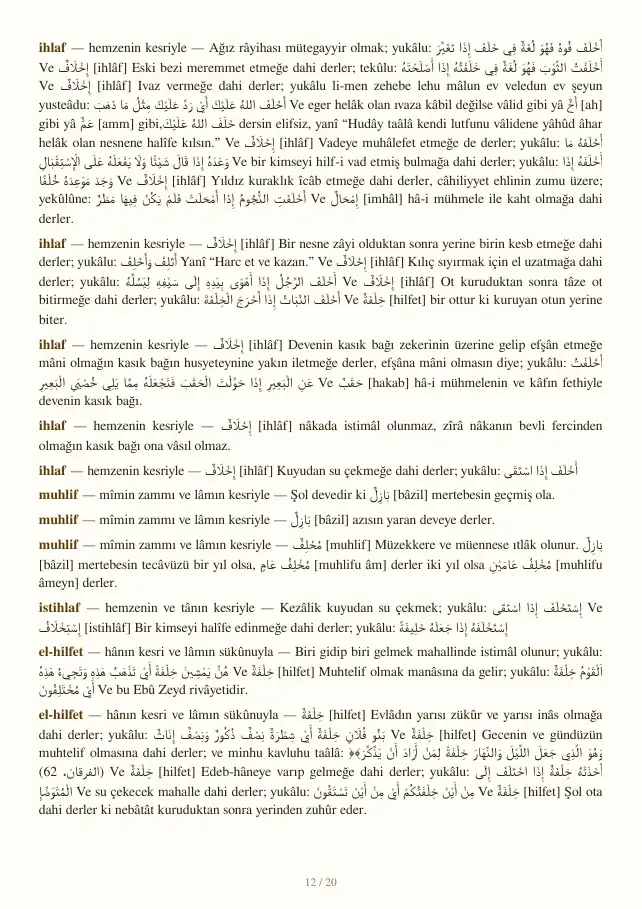 ihlaf — hemzenin kesriyle — Ağız râyihası mütegayyir olmak; yukâlu: أَخْلَفَ فُوهُ فَهُوَ لُغَةٌ فِي خَلَفَ إِذَا تَغَيَّرَ
Ve إِخْلَافٌ [ihlâf] Eski bezi meremmet etmeğe dahi derler; tekûlu: أَخْلَفْتُ الثَّوْبَ فَهُوَ لُغَةٌ فِي خَلَفْتُهُ إِذَا أَصْلَحْتَهُ
Ve إِخْلَافٌ [ihlâf] Ivaz vermeğe dahi derler; yukâlu li-men zehebe lehu mâlun ev veledun ev şeyun
yusteâdu: أَخْلَفَ اللهُ عَلَيْكَ أَيْ رَدَّ عَلَيْكَ مِثْلَ مَا ذَهَبَ Ve eger helâk olan ıvaza kâbil değilse vâlid gibi yâ أَخٌ [ah]
gibi yâ عَمٌّ [amm] gibi,خَلَفَ اللهُ عَلَيْكَ dersin elifsiz, yanî “Hudây taâlâ kendi lutfunu vâlidene yâhûd âhar
helâk olan nesnene halîfe kılsın.” Ve إِخْلَافٌ [ihlâf] Vadeye muhâlefet etmeğe de derler; yukâlu: أَخْلَفَهُ مَا
وَعَدَهُ إِذَا قَالَ شَيْئًا وَلَا يَفْعَلُهُ عَلَى الْاِسْتِقْبَالِ Ve bir kimseyi hilf-i vad etmiş bulmağa dahi derler; yukâlu: أَخْلَفَهُ إِذَا
وَجَدَ مَوْعِدَهُ خُلْفًا Ve إِخْلَافٌ [ihlâf] Yıldız kuraklık îcâb etmeğe dahi derler, câhiliyyet ehlinin zumu üzere;
yekûlûne: أَخْلَفَتِ النُّجُومُ إِذَا أَمْحَلَتْ فَلَمْ يَكُنْ فِيهَا مَطَرٌ Ve إِمْحَالٌ [imhâl] hâ-i mühmele ile kaht olmağa dahi
derler.
ihlaf — hemzenin kesriyle — إِخْلَافٌ [ihlâf] Bir nesne zâyi olduktan sonra yerine birin kesb etmeğe dahi
derler; yukâlu: أَتْلِفْ وَأَخْلِفْ Yanî “Harc et ve kazan.” Ve إِخْلَافٌ [ihlâf] Kılıç sıyırmak için el uzatmağa dahi
derler; yukâlu: أَخْلَفَ الرَّجُلُ إِذَا أَهْوَى بِيَدِهِ إِلَى سَيْفِهِ لِيَسُلَّهُ Ve إِخْلَافٌ [ihlâf] Ot kuruduktan sonra tâze ot
bitirmeğe dahi derler; yukâlu: أَخْلَفَ النَّبَاتُ إِذَا أَخْرَجَ الْخِلْفَةَ Ve خِلْفَةٌ [hilfet] bir ottur ki kuruyan otun yerine
biter.
ihlaf — hemzenin kesriyle — إِخْلَافٌ [ihlâf] Devenin kasık bağı zekerinin üzerine gelip efşân etmeğe
mâni olmağın kasık bağın husyeteynine yakın iletmeğe derler, efşâna mâni olmasın diye; yukâlu: أَخْلَفْتُ
عَنِ الْبَعِيرِ إِذَا حَوَّلْتَ الْحَقَبَ فَتَجْعَلُهُ مِمَّا يَلِي خُصْيَيِ الْبَعِيرِ Ve حَقَبٌ [hakab] hâ-i mühmelenin ve kâfın fethiyle
devenin kasık bağı.
ihlaf — hemzenin kesriyle — إِخْلَافٌ [ihlâf] nâkada istimâl olunmaz, zîrâ nâkanın bevli fercinden
olmağın kasık bağı ona vâsıl olmaz.
ihlaf — hemzenin kesriyle — إِخْلَافٌ [ihlâf] Kuyudan su çekmeğe dahi derler; yukâlu: أَخْلَفَ إِذَا اسْتَقَى
muhlif — mîmin zammı ve lâmın kesriyle — Şol devedir ki بَازِلٌ [bâzil] mertebesin geçmiş ola.
muhlif — mîmin zammı ve lâmın kesriyle — بَازِلٌ [bâzil] azısın yaran deveye derler.
muhlif — mîmin zammı ve lâmın kesriyle — مُخْلِفٌ [muhlif] Müzekkere ve müennese ıtlâk olunur. بَازِلٌ
[bâzil] mertebesin tecâvüzü bir yıl olsa, مُخْلِفُ عَامٍ [muhlifu âm] derler iki yıl olsa مُخْلِفُ عَامَيْنِ [muhlifu
âmeyn] derler.
istihlaf — hemzenin ve tânın kesriyle — Kezâlik kuyudan su çekmek; yukâlu: إِسْتَخْلَفَ إِذَا اسْتَقَى Ve
إِسْتِخْلَافٌ [istihlâf] Bir kimseyi halîfe edinmeğe dahi derler; yukâlu: إِسْتَخْلَفَهُ إِذَا جَعَلَهُ خَلِيفَةً
el-hilfet — hânın kesri ve lâmın sükûnuyla — Biri gidip biri gelmek mahallinde istimâl olunur; yukâlu:
هُنَّ يَمْشِينَ خِلْفَةً أَيْ تَذْهَبُ هَذِهِ وَتَجِيءُ هَذِهِ Ve خِلْفَةٌ [hilfet] Muhtelif olmak manâsına da gelir; yukâlu: اَلْقَوْمُ خِلْفَةٌ
أَيْ مُخْتَلِفُونَ Ve bu Ebû Zeyd rivâyetidir.
el-hilfet — hânın kesri ve lâmın sükûnuyla — خِلْفَةٌ [hilfet] Evlâdın yarısı zükûr ve yarısı inâs olmağa
dahi derler; yukâlu: بَنُو فُلَانٍ خِلْفَةٌ أَيْ شِطْرَةٌ نِصْفٌ ذُكُورٌ وَنِصْفٌ إِنَاثٌ Ve خِلْفَةٌ [hilfet] Gecenin ve gündüzün
muhtelif olmasına dahi derler; ve minhu kavluhu taâlâ: ﴿وَهُوَ الَّذِي جَعَلَ اللَّيْلَ وَالنَّهَارَ خِلْفَةً لِمَنْ أَرَادَ أَنْ يَذَّكَّرَ﴾
(الفرقان، 62) Ve خِلْفَةٌ [hilfet] Edeb-hâneye varıp gelmeğe dahi derler; yukâlu: أَخَذَتْهُ خِلْفَةٌ إِذَا اخْتَلَفَ إِلَى
الْمُتَوَضَّإِ Ve su çekecek mahalle dahi derler; yukâlu: مِنْ أَيْنَ خِلْفَتُكُمْ أَيْ مِنْ أَيْنَ تَسْتَقُونَ Ve خِلْفَةٌ [hilfet] Şol ota
dahi derler ki nebâtât kuruduktan sonra yerinden zuhûr eder.
12 / 20